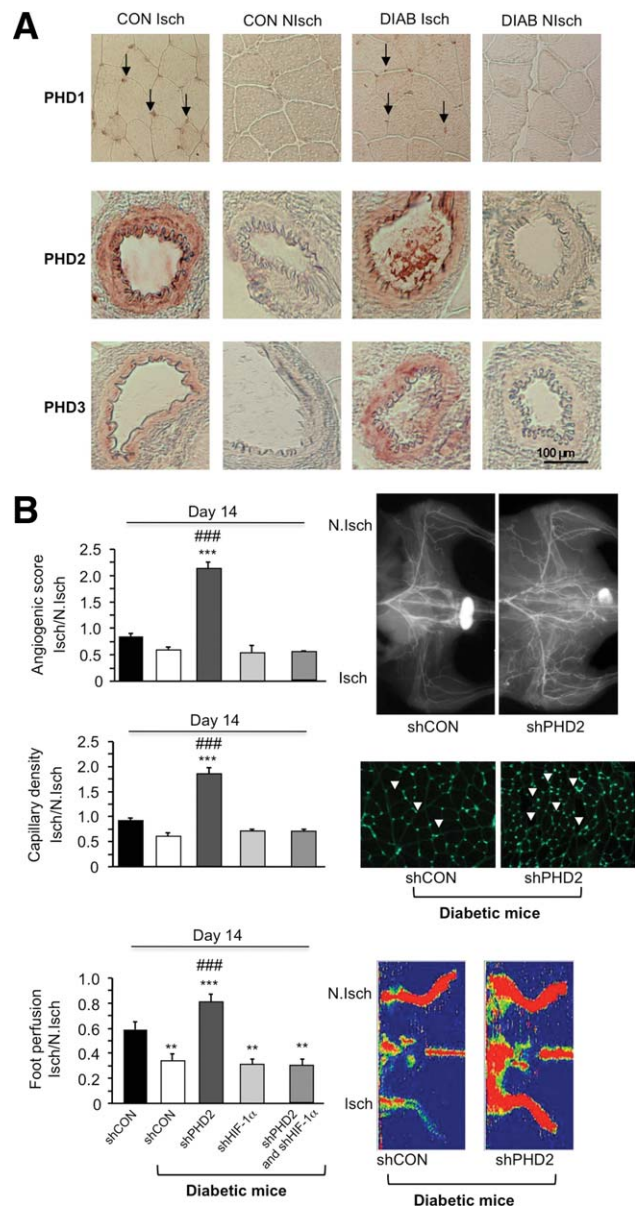 A
CON Isch
CON NIsch
DIAB Isch
DIAB NIsch
PHD1
PHD2
PHD3
100 µm
B
Day 14
###
***
Angiogenic score
Isch/N.Isch
2.5
2.0
1.5
1.0
0.5
0
N.Isch
Isch
shCON
shPHD2
Day 14
###
***
Capillary density
Isch/N.Isch
2.5
2.0
1.5
1.0
0.5
0
shCON
shPHD2
Diabetic mice
Day 14
###
***
**
**
**
Foot perfusion
Isch/N.Isch
1.0
0.8
0.6
0.4
0.2
0
shCON
shCON
shPHD2
shHIF-1α
shPHD2
and shHIF-1α
Diabetic mice
N.Isch
Isch
shCON
shPHD2
Diabetic mice